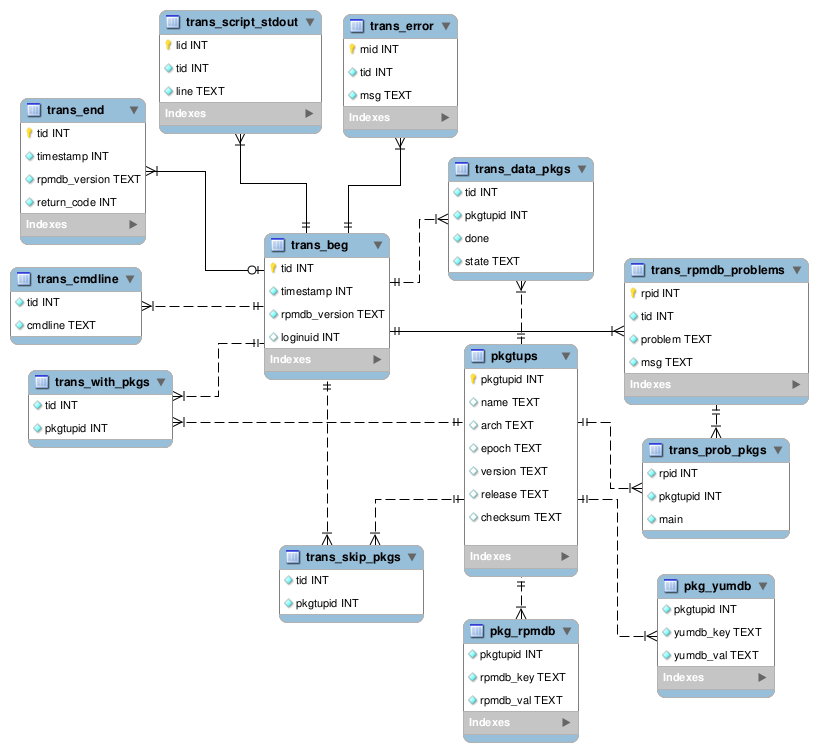 trans_script_stdout
lid INT
tid INT
line TEXT
Indexes
trans_error
mid INT
tid INT
msg TEXT
Indexes
trans_end
tid INT
timestamp INT
rpmdb_version TEXT
return_code INT
Indexes
trans_data_pkgs
tid INT
pkgtupid INT
done
state TEXT
trans_beg
tid INT
timestamp INT
rpmdb_version TEXT
loginuid INT
Indexes
trans_cmdline
tid INT
cmdline TEXT
trans_rpmdb_problems
rpid INT
tid INT
problem TEXT
msg TEXT
Indexes
pkgtups
pkgtupid INT
name TEXT
arch TEXT
epoch TEXT
version TEXT
release TEXT
checksum TEXT
Indexes
trans_with_pkgs
tid INT
pkgtupid INT
trans_prob_pkgs
rpid INT
pkgtupid INT
main
trans_skip_pkgs
tid INT
pkgtupid INT
pkg_yumdb
pkgtupid INT
yumdb_key TEXT
yumdb_val TEXT
Indexes
pkg_rpmdb
pkgtupid INT
rpmdb_key TEXT
rpmdb_val TEXT
Indexes